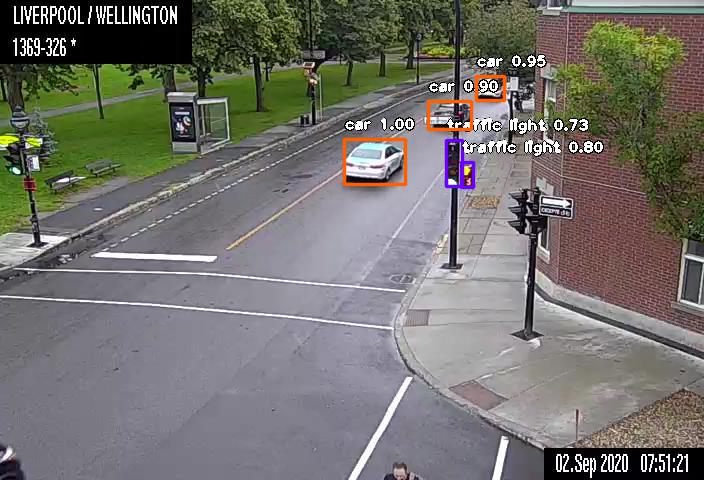 LIVERPOOL / WELLINGTON
1369-326 *
car 0.95
car 0.90
car 1.00
traffic light 0.73
traffic light 0.80
EXCEPTÉ
02.Sep 2020 07:51:21